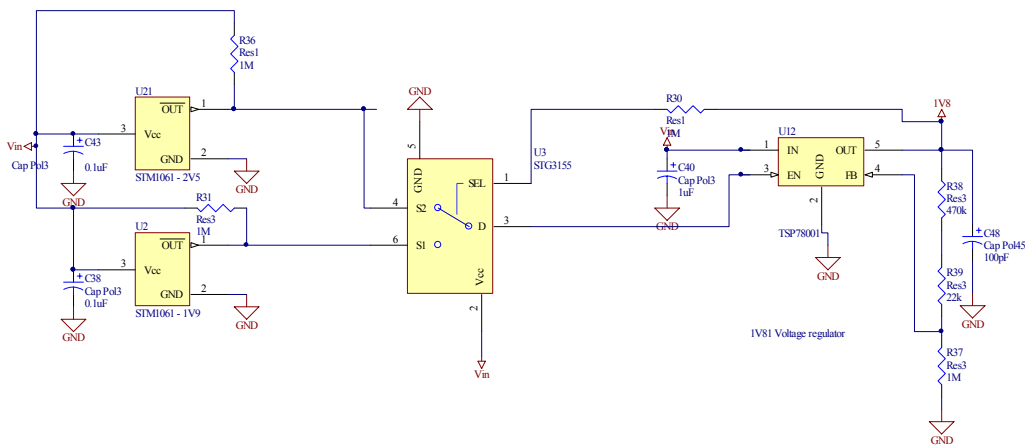 R36
Res1
1M
U21
OUT
1
3
Vcc
GND
2
STM1061 - 2V5
Vin
C43
Cap Pol3
0.1uF
GND
GND
R31
Res3
1M
U2
OUT
1
3
Vcc
GND
2
STM1061 - 1V9
C38
Cap Pol3
0.1uF
GND
GND
GND
5
GND
U3
STG3155
SEL
1
4
S2
D
3
6
S1
Vcc
2
Vin
R30
Res1
1M
Vin
C40
Cap Pol3
1uF
GND
U12
1
IN
OUT
5
3
EN
GND
FB
4
2
TSP78001
GND
1V8
R38
Res3
470k
C48
Cap Pol45
100pF
R39
Res3
22k
GND
1V81 Voltage regulator
R37
Res3
1M
GND